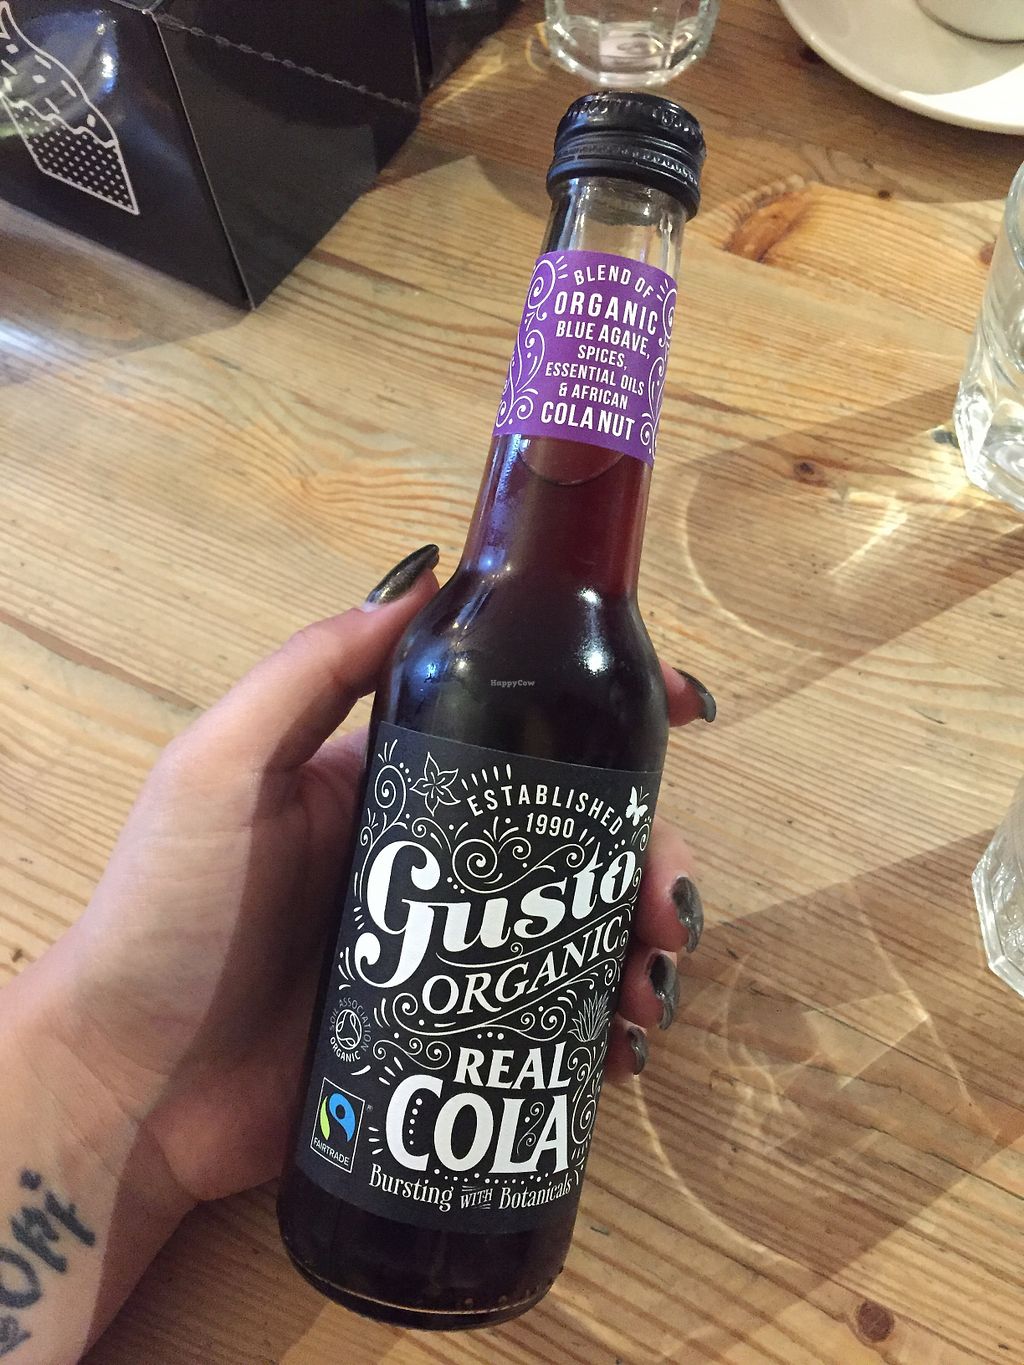 BLEND OF
ORGANIC
BLUE AGAVE,
SPICES,
ESSENTIAL OILS
& AFRICAN
COLA NUT
HappyCow
ESTABLISHED
1990
Gusto
ORGANIC
SOIL ASSOCIATION
ORGANIC
REAL
COLA
FAIRTRADE
®
Bursting WITH Botanicals